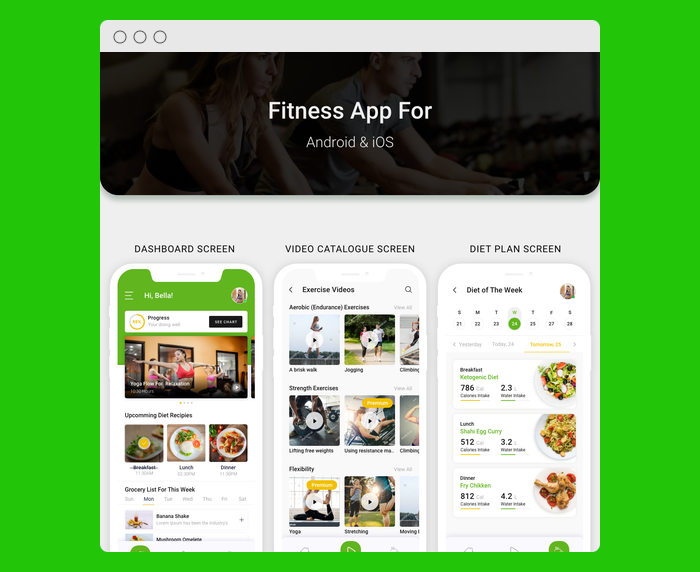 Fitness App For
Android & iOS
DASHBOARD SCREEN
VIDEO CATALOGUE SCREEN
DIET PLAN SCREEN
Hi, Bella!
Progress
Your doing well
SEE CHART
Yoga Flow For Relaxation
10:30 Hours
Upcomming Diet Recipies
Breakfast
Lunch
Dinner
11:50AM
02:30PM
11:00PM
Grocery List For This Week
Sun Mon Tue Wed Thu Fri Sat
Banana Shake
Lorem Ipsum has been the industry's
+
Mushroom Omelete
Exercise Videos
Aerobic (Endurance) Exercises
View All
A brisk walk
Jogging
Climbing
Strength Exercises
View All
Premium
Lifting free weights
Using resistance ma..
Climbing
Flexibility
View All
Premium
Yoga
Stretching
Moving
Diet of The Week
S M T W T F S
21 22 23 24 25 27 28
Yesterday
Today, 24
Tomorrow, 25
Breakfast
Ketogenic Diet
786 Cal
2.3 L
Calories Intake
Water Intake
Lunch
Shahi Egg Curry
512 Cal
3.2 L
Calories Intake
Water Intake
Dinner
Fry Chikken
812 Cal
4.2 L
Calories Intake
Water Intake